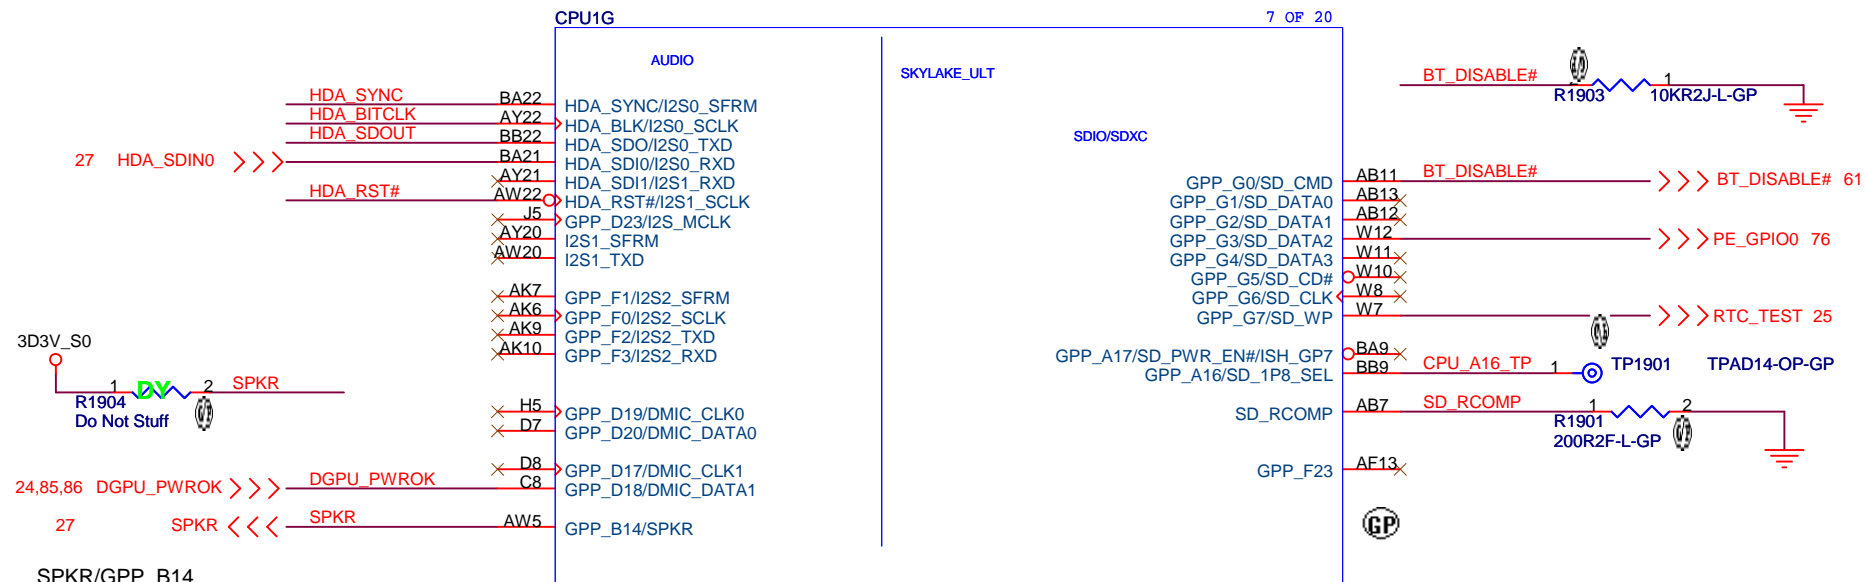 CPU1G
7 OF 20
AUDIO
SKYLAKE_ULT
SDIO/SDXC
HDA_SYNC BA22 HDA_SYNC/I2S0_SFRM
HDA_BITCLK AY22 HDA_BLK/I2S0_SCLK
HDA_SDOUT BB22 HDA_SDO/I2S0_TXD
27 HDA_SDIN0 BA21 HDA_SDI0/I2S0_RXD
AY21 HDA_SDI1/I2S1_RXD
HDA_RST# AW22 HDA_RST#/I2S1_SCLK
J5 GPP_D23/I2S_MCLK
AY20 I2S1_SFRM
AW20 I2S1_TXD
AK7 GPP_F1/I2S2_SFRM
AK6 GPP_F0/I2S2_SCLK
AK9 GPP_F2/I2S2_TXD
AK10 GPP_F3/I2S2_RXD
3D3V_S0
1 DY 2 SPKR
R1904
Do Not Stuff
H5 GPP_D19/DMIC_CLK0
D7 GPP_D20/DMIC_DATA0
D8 GPP_D17/DMIC_CLK1
24,85,86 DGPU_PWROK DGPU_PWROK C8 GPP_D18/DMIC_DATA1
27 SPKR SPKR AW5 GPP_B14/SPKR
SPKR/GPP_B14
BT_DISABLE# 2 1
R1903 10KR2J-L-GP
GPP_G0/SD_CMD AB11 BT_DISABLE# BT_DISABLE# 61
GPP_G1/SD_DATA0 AB13
GPP_G2/SD_DATA1 AB12
GPP_G3/SD_DATA2 W12 PE_GPIO0 76
GPP_G4/SD_DATA3 W11
GPP_G5/SD_CD# W10
GPP_G6/SD_CLK W8
GPP_G7/SD_WP W7 RTC_TEST 25
GPP_A17/SD_PWR_EN#/ISH_GP7 BA9
GPP_A16/SD_1P8_SEL BB9 CPU_A16_TP 1 TP1901 TPAD14-OP-GP
SD_RCOMP AB7 SD_RCOMP 1 2
R1901
200R2F-L-GP
GPP_F23 AF13
GP